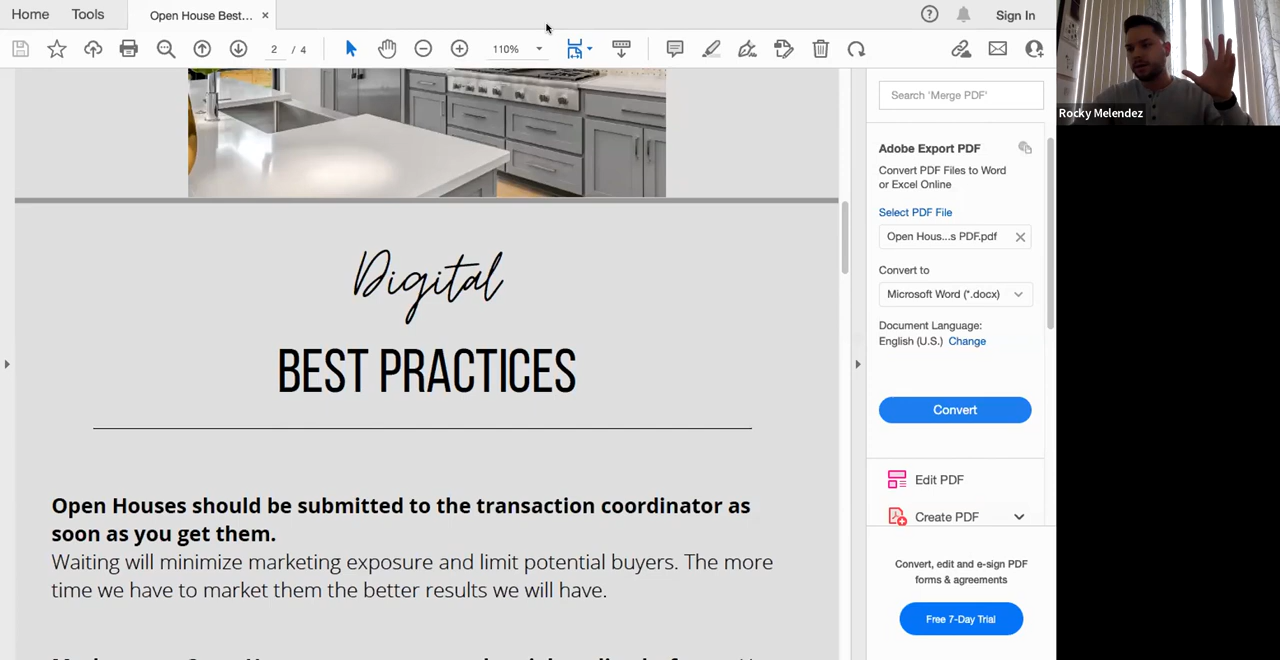 Home
Tools
Open House Best...
Sign In
2 / 4
110%
Rocky Melendez
Search 'Merge PDF'
Adobe Export PDF
Convert PDF Files to Word
or Excel Online
Select PDF File
Open Hous...s PDF.pdf
Convert to
Microsoft Word (*.docx)
Document Language:
English (U.S.) Change
Convert
Edit PDF
Create PDF
Convert, edit and e-sign PDF
forms & agreements
Free 7-Day Trial
Digital
BEST PRACTICES
Open Houses should be submitted to the transaction coordinator as
soon as you get them.
Waiting will minimize marketing exposure and limit potential buyers. The more
time we have to market them the better results we will have.